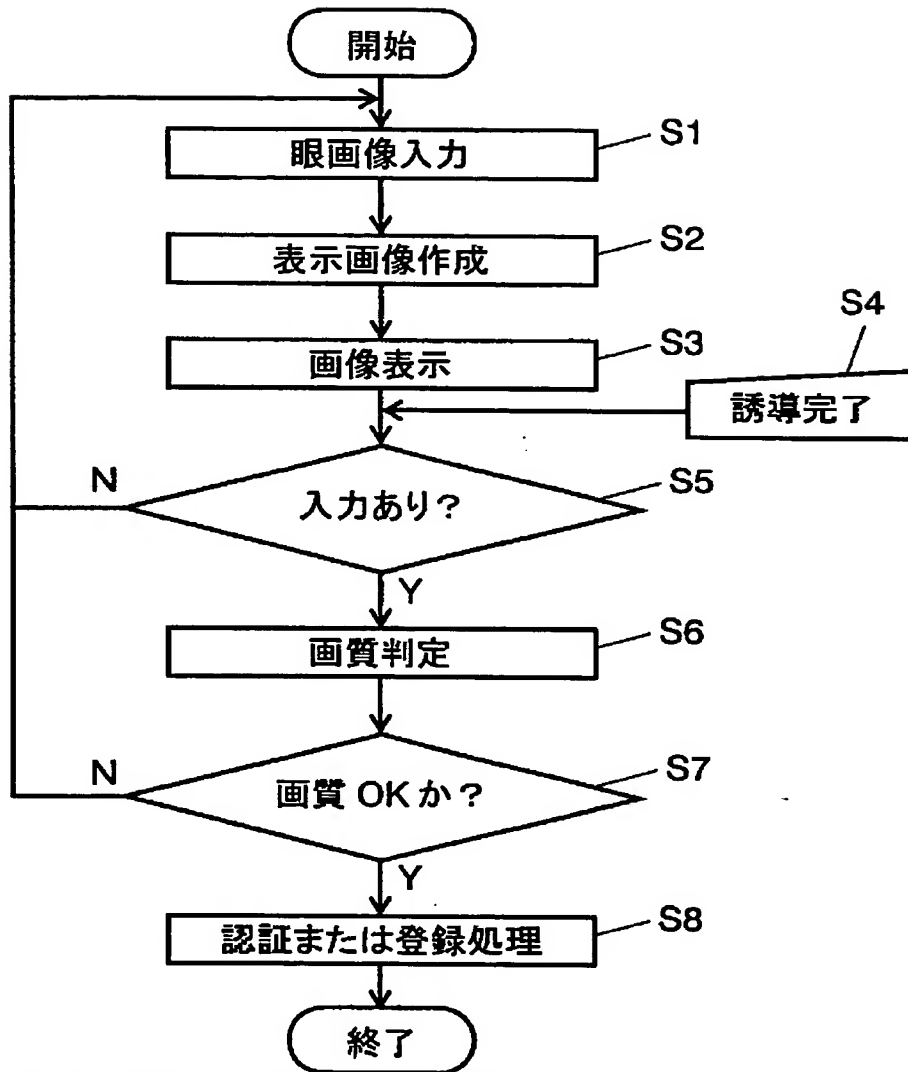 開始
S1
眼画像入力
S2
表示画像作成
S3
画像表示
S4
誘導完了
N
S5
入力あり?
Y
S6
画質判定
N
S7
画質OKか?
Y
S8
認証または登録処理
終了